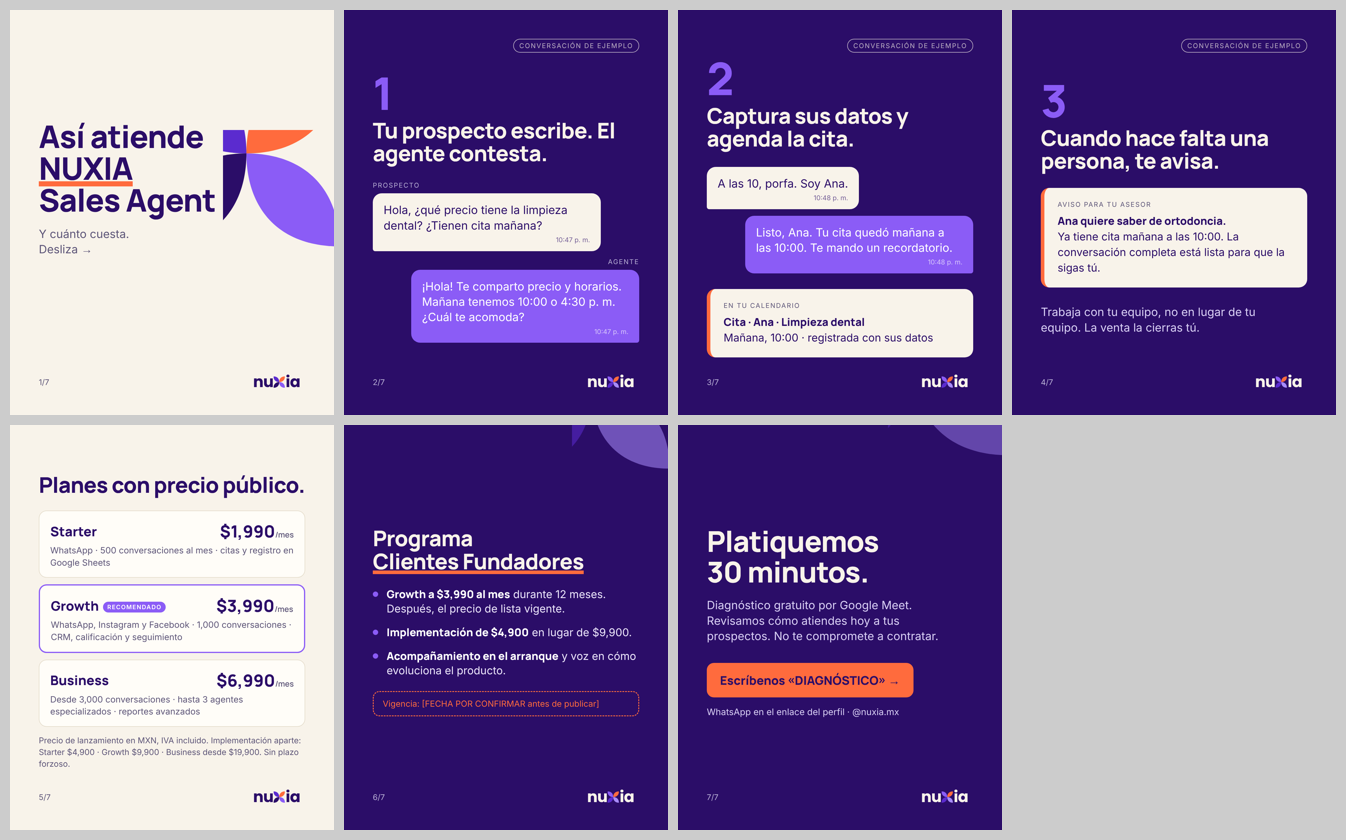 Así atiende
NUXIA
Sales Agent
Y cuánto cuesta.
Desliza →
1/7
nuxia
CONVERSACIÓN DE EJEMPLO
1
Tu prospecto escribe. El
agente contesta.
PROSPECTO
Hola, ¿qué precio tiene la limpieza
dental? ¿Tienen cita mañana?
10:47 p. m.
AGENTE
¡Hola! Te comparto precio y horarios.
Mañana tenemos 10:00 o 4:30 p. m.
¿Cuál te acomoda?
10:47 p. m.
2/7
nuxia
CONVERSACIÓN DE EJEMPLO
2
Captura sus datos y
agenda la cita.
A las 10, porfa. Soy Ana.
10:48 p. m.
Listo, Ana. Tu cita quedó mañana a
las 10:00. Te mando un recordatorio.
10:48 p. m.
EN TU CALENDARIO
Cita · Ana · Limpieza dental
Mañana, 10:00 · registrada con sus datos
3/7
nuxia
CONVERSACIÓN DE EJEMPLO
3
Cuando hace falta una
persona, te avisa.
AVISO PARA TU ASESOR
Ana quiere saber de ortodoncia.
Ya tiene cita mañana a las 10:00. La
conversación completa está lista para que la
sigas tú.
Trabaja con tu equipo, no en lugar de tu
equipo. La venta la cierras tú.
4/7
nuxia
Planes con precio público.
Starter
$1,990/mes
WhatsApp · 500 conversaciones al mes · citas y registro en
Google Sheets
Growth RECOMENDADO
$3,990/mes
WhatsApp, Instagram y Facebook · 1,000 conversaciones ·
CRM, calificación y seguimiento
Business
$6,990/mes
Desde 3,000 conversaciones · hasta 3 agentes
especializados · reportes avanzados
Precio de lanzamiento en MXN, IVA incluido. Implementación aparte:
Starter $4,900 · Growth $9,900 · Business desde $19,900. Sin plazo
forzoso.
5/7
nuxia
Programa
Clientes Fundadores
Growth a $3,990 al mes durante 12 meses.
Después, el precio de lista vigente.
Implementación de $4,900 en lugar de $9,900.
Acompañamiento en el arranque y voz en cómo
evoluciona el producto.
Vigencia: [FECHA POR CONFIRMAR antes de publicar]
6/7
nuxia
Platiquemos
30 minutos.
Diagnóstico gratuito por Google Meet.
Revisamos cómo atiendes hoy a tus
prospectos. No te compromete a contratar.
Escríbenos «DIAGNÓSTICO» →
WhatsApp en el enlace del perfil · @nuxia.mx
7/7
nuxia